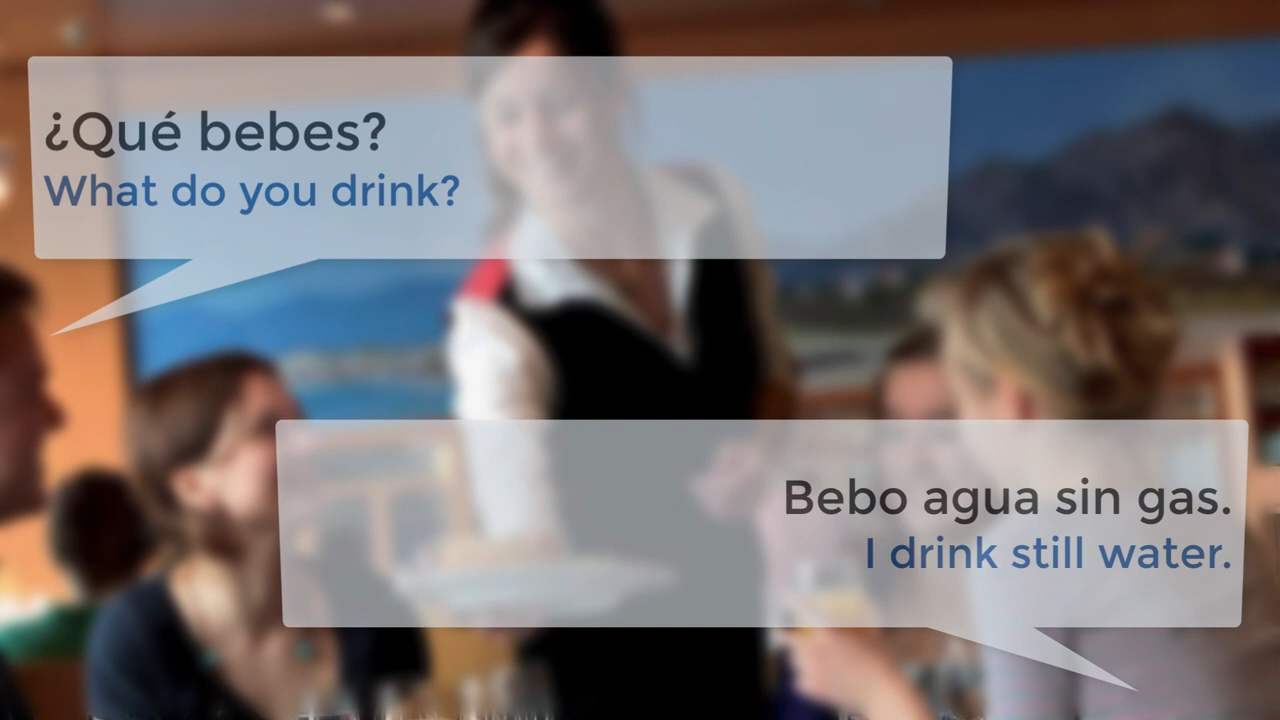 ¿Qué bebes?
What do you drink?
Bebo agua sin gas.
I drink still water.